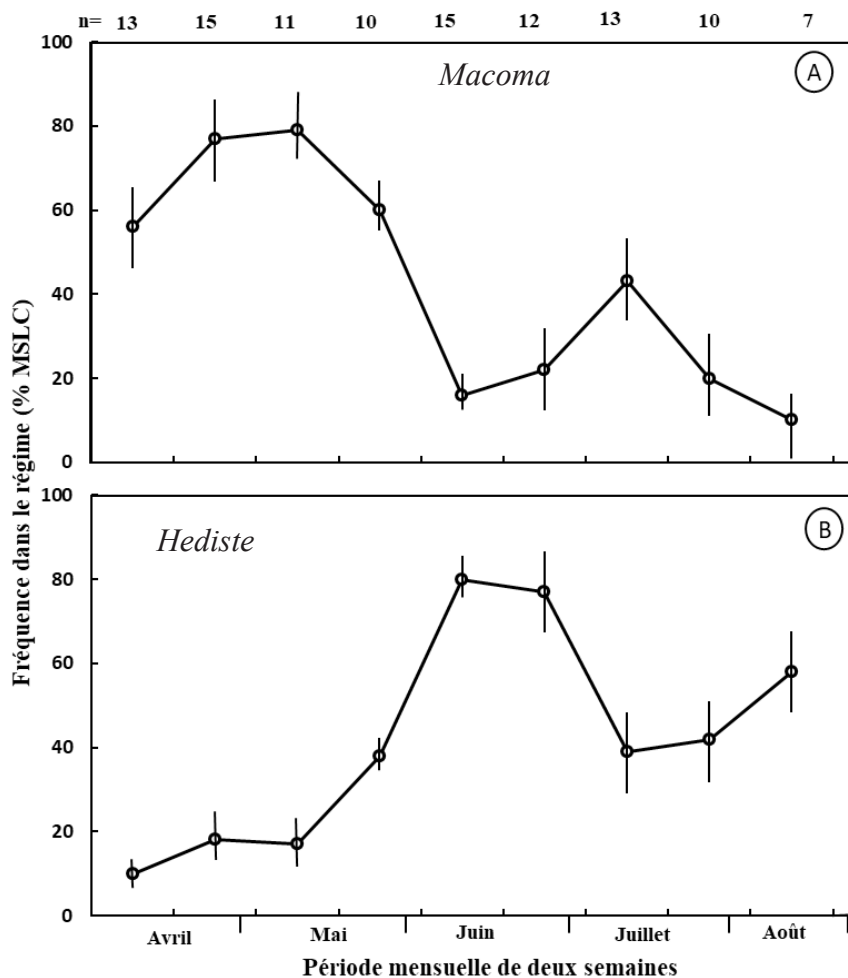 n= 13 15 11 10 15 12 13 10 7
100
Macoma
A
80
60
40
20
0
Fréquence dans le régime (% MSLC)
100
Hediste
B
80
60
40
20
0
Avril Mai Juin Juillet Août
Période mensuelle de deux semaines